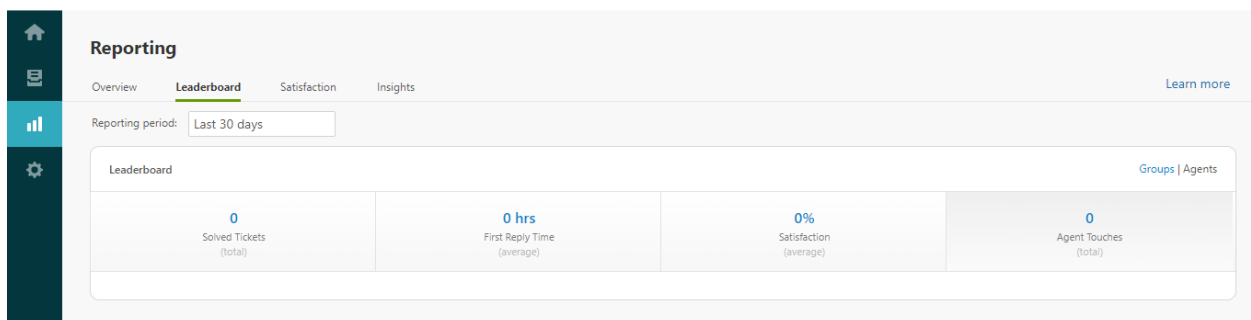 Reporting
Overview Leaderboard Satisfaction Insights Learn more
Reporting period: Last 30 days
Leaderboard Groups | Agents
0 0 hrs 0% 0
Solved Tickets First Reply Time Satisfaction Agent Touches
(total) (average) (average) (total)